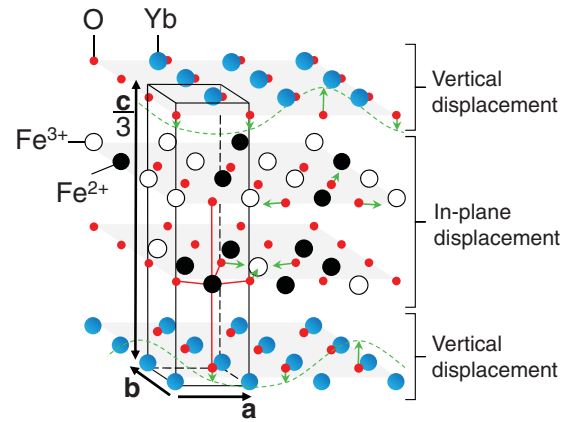 O
Yb
Vertical
displacement
c
3
Fe³⁺
Fe²⁺
In-plane
displacement
Vertical
displacement
b
a